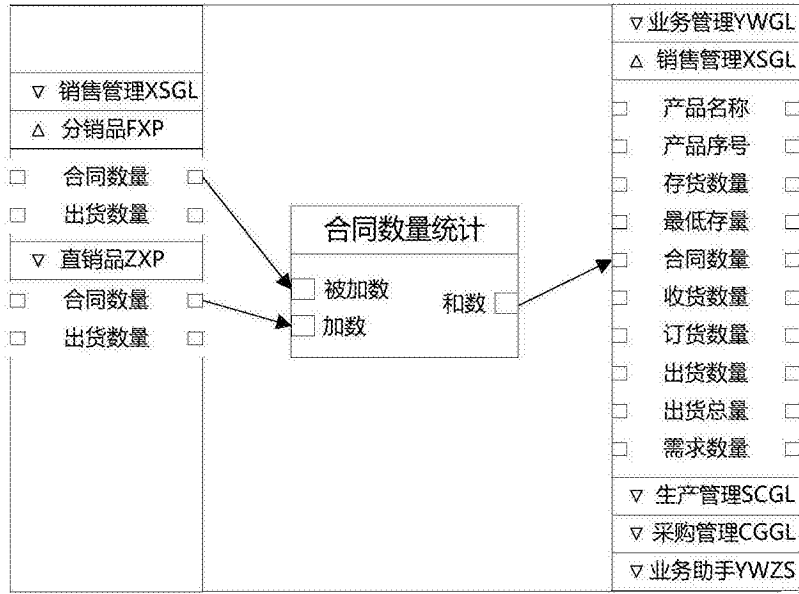 ▽ 销售管理XSGL
△ 分销品FXP
合同数量
出货数量
▽ 直销品ZXP
合同数量
出货数量
合同数量统计
被加数
和数
加数
▽业务管理YWGL
△ 销售管理XSGL
产品名称
产品序号
存货数量
最低存量
合同数量
收货数量
订货数量
出货数量
出货总量
需求数量
▽ 生产管理SCGL
▽ 采购管理CGGL
▽业务助手YWZS